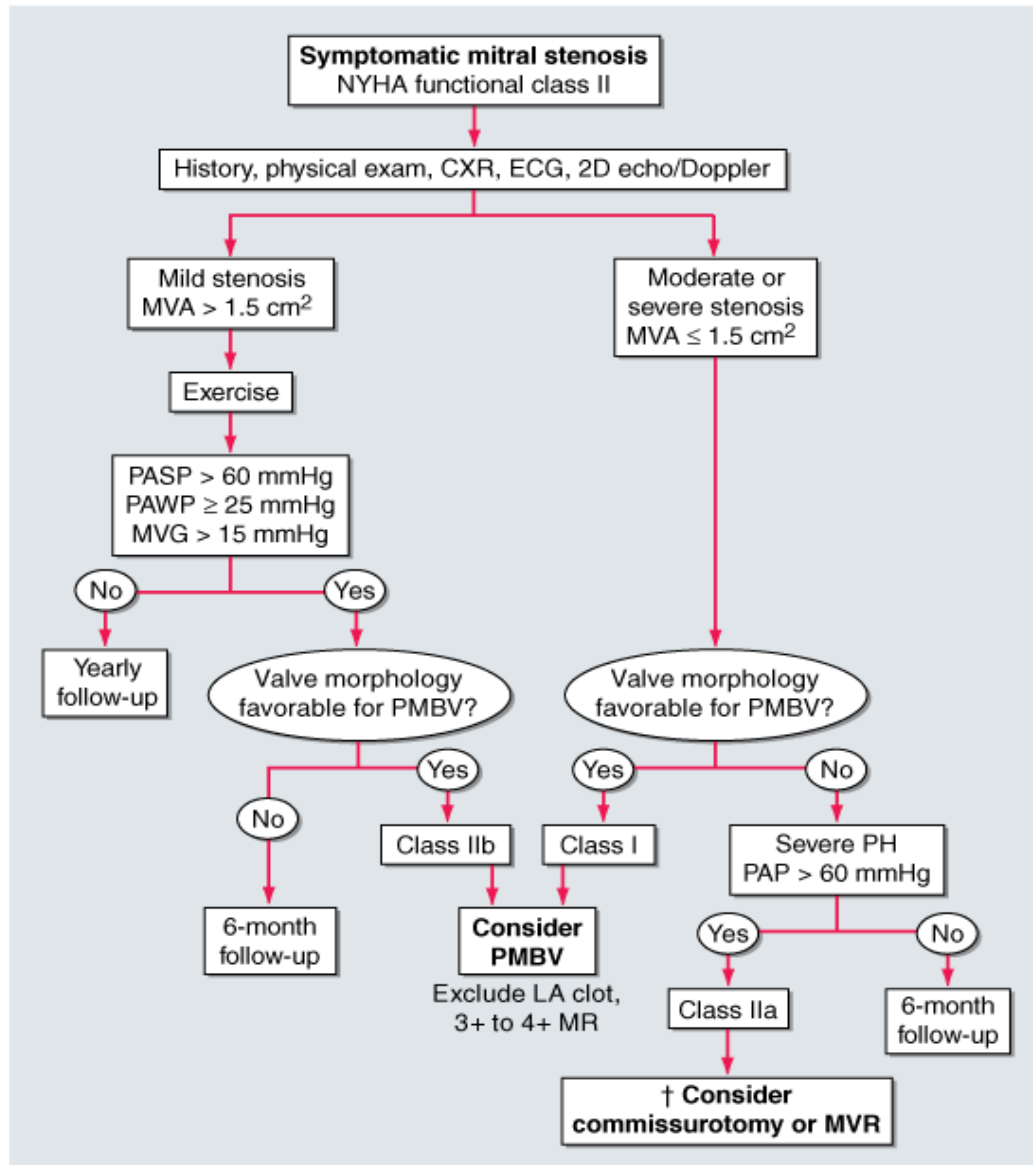 Symptomatic mitral stenosis
NYHA functional class II
History, physical exam, CXR, ECG, 2D echo/Doppler
Mild stenosis
MVA > 1.5 cm²
Moderate or
severe stenosis
MVA ≤ 1.5 cm²
Exercise
PASP > 60 mmHg
PAWP ≥ 25 mmHg
MVG > 15 mmHg
No
Yes
Yearly
follow-up
Valve morphology
favorable for PMBV?
Valve morphology
favorable for PMBV?
No
Yes
Yes
No
Class IIb
Class I
Severe PH
PAP > 60 mmHg
6-month
follow-up
Consider
PMBV
Exclude LA clot,
3+ to 4+ MR
Yes
No
Class IIa
6-month
follow-up
† Consider
commissurotomy or MVR